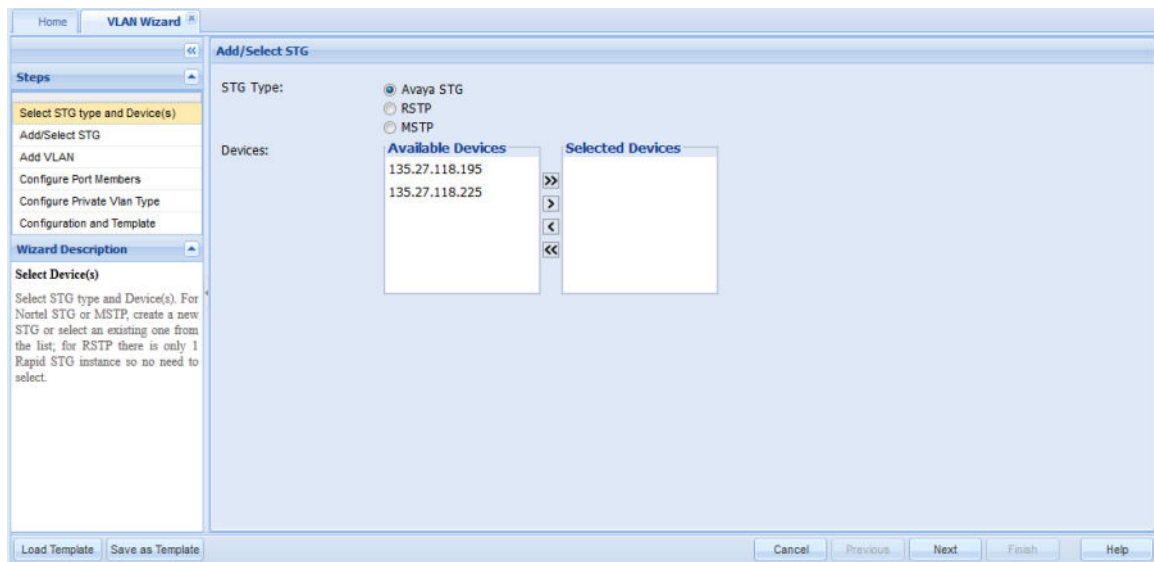 Home
VLAN Wizard
Steps
Select STG type and Device(s)
Add/Select STG
Add VLAN
Configure Port Members
Configure Private Vlan Type
Configuration and Template
Wizard Description
Select Device(s)
Select STG type and Device(s). For
Nortel STG or MSTP, create a new
STG or select an existing one from
the list; for RSTP there is only 1
Rapid STG instance so no need to
select.
Add/Select STG
STG Type:
Avaya STG
RSTP
MSTP
Devices:
Available Devices
135.27.118.195
135.27.118.225
Selected Devices
Load Template
Save as Template
Cancel
Previous
Next
Finish
Help